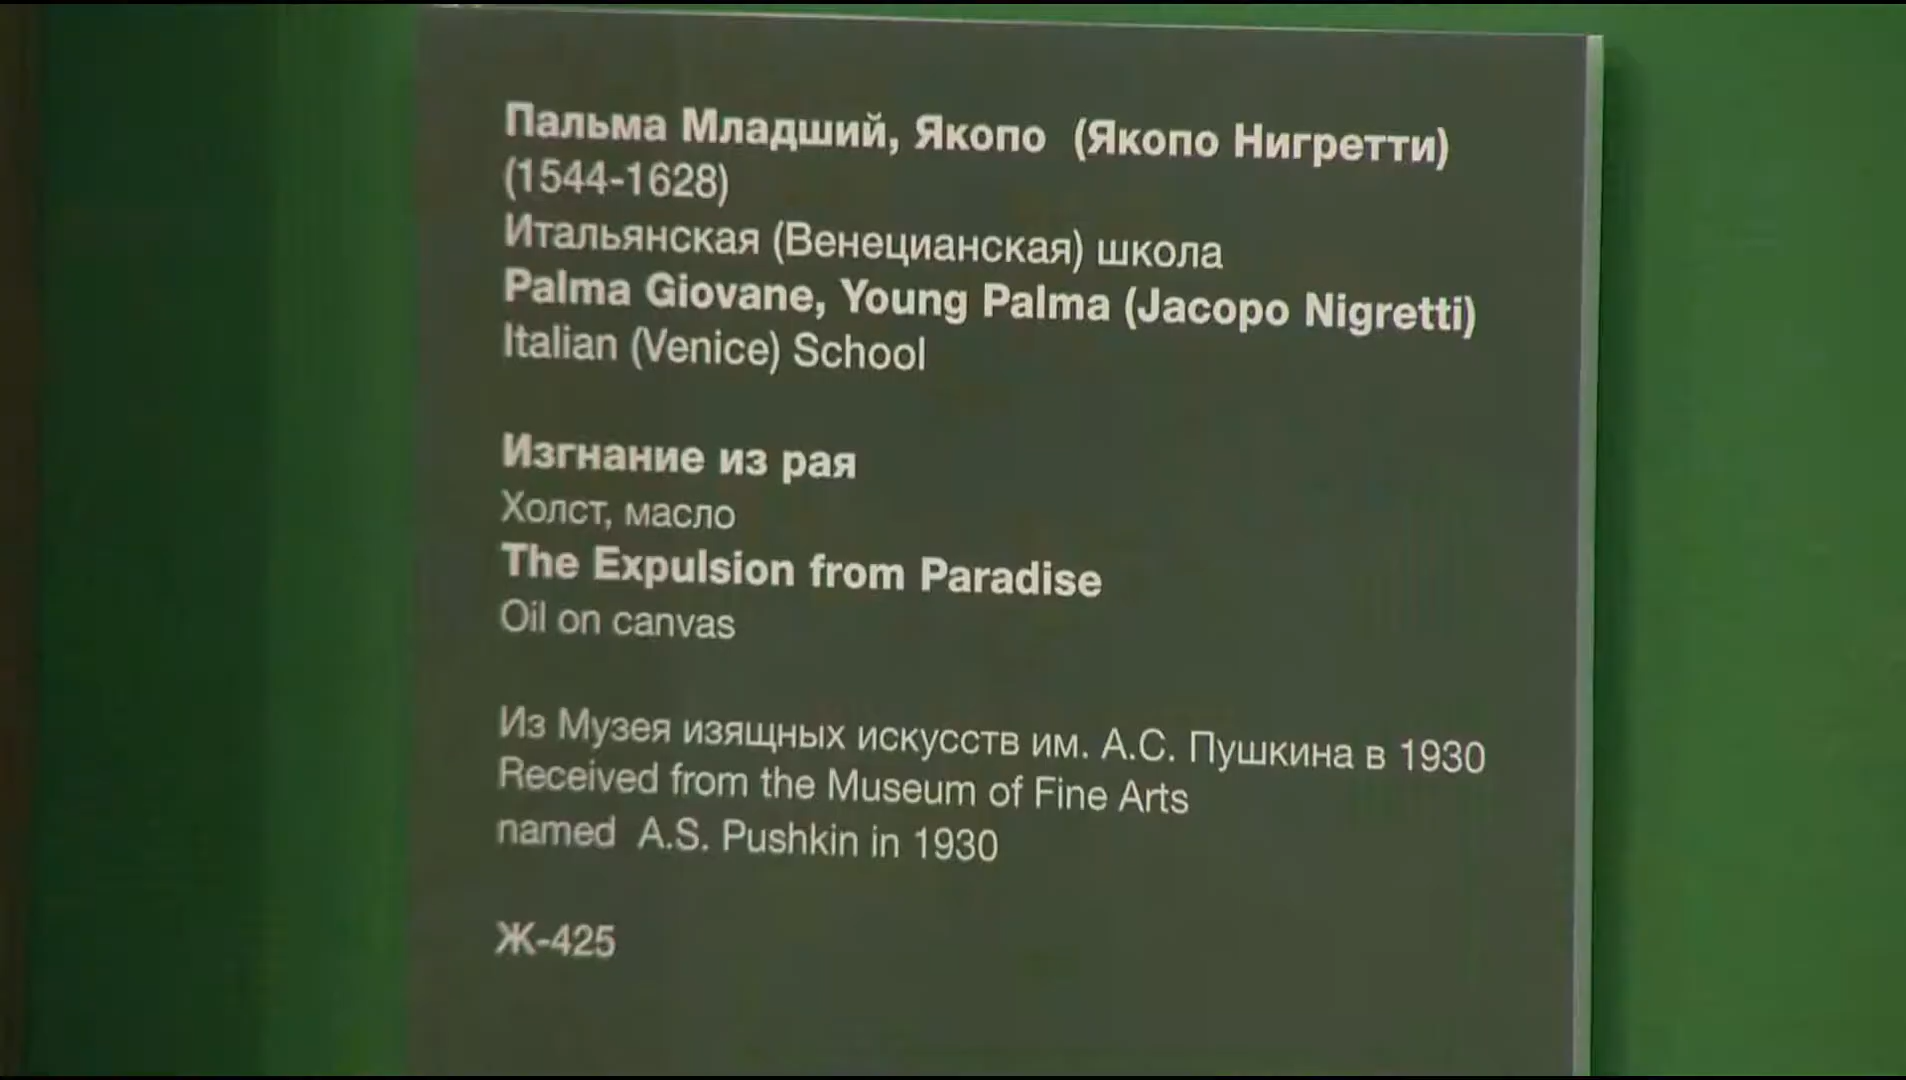 Пальма Младший, Якопо (Якопо Нигретти)
(1544-1628)
Итальянская (Венецианская) школа
Palma Giovane, Young Palma (Jacopo Nigretti)
Italian (Venice) School
Изгнание из рая
Холст, масло
The Expulsion from Paradise
Oil on canvas
Из Музея изящных искусств им. А.С. Пушкина в 1930
Received from the Museum of Fine Arts
named A.S. Pushkin in 1930
Ж-425